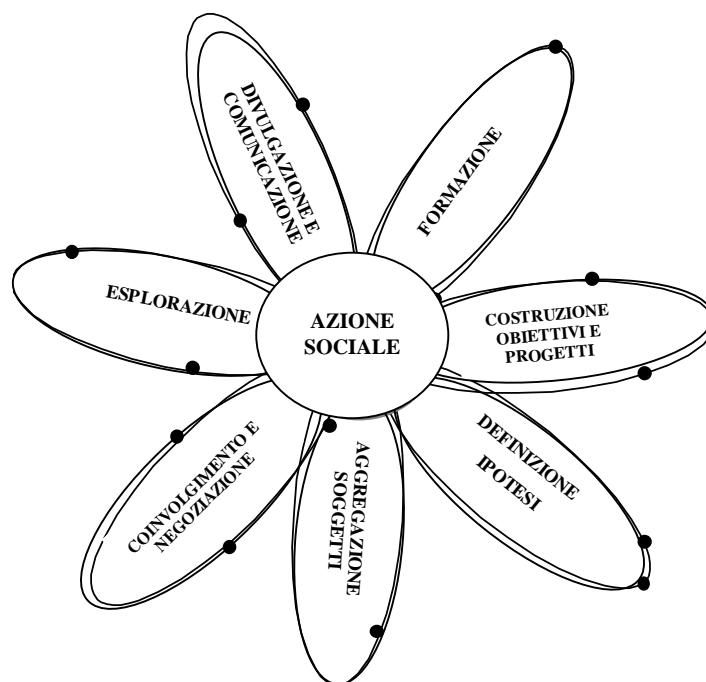 DIVULGAZIONE E
COMUNICAZIONE
FORMAZIONE
ESPLORAZIONE
AZIONE
SOCIALE
COSTRUZIONE
OBIETTIVI E
PROGETTI
COINVOLGIMENTO E
NEGOZIAZIONE
AGGREGAZIONE
SOGGETTI
DEFINIZIONE
IPOTESI